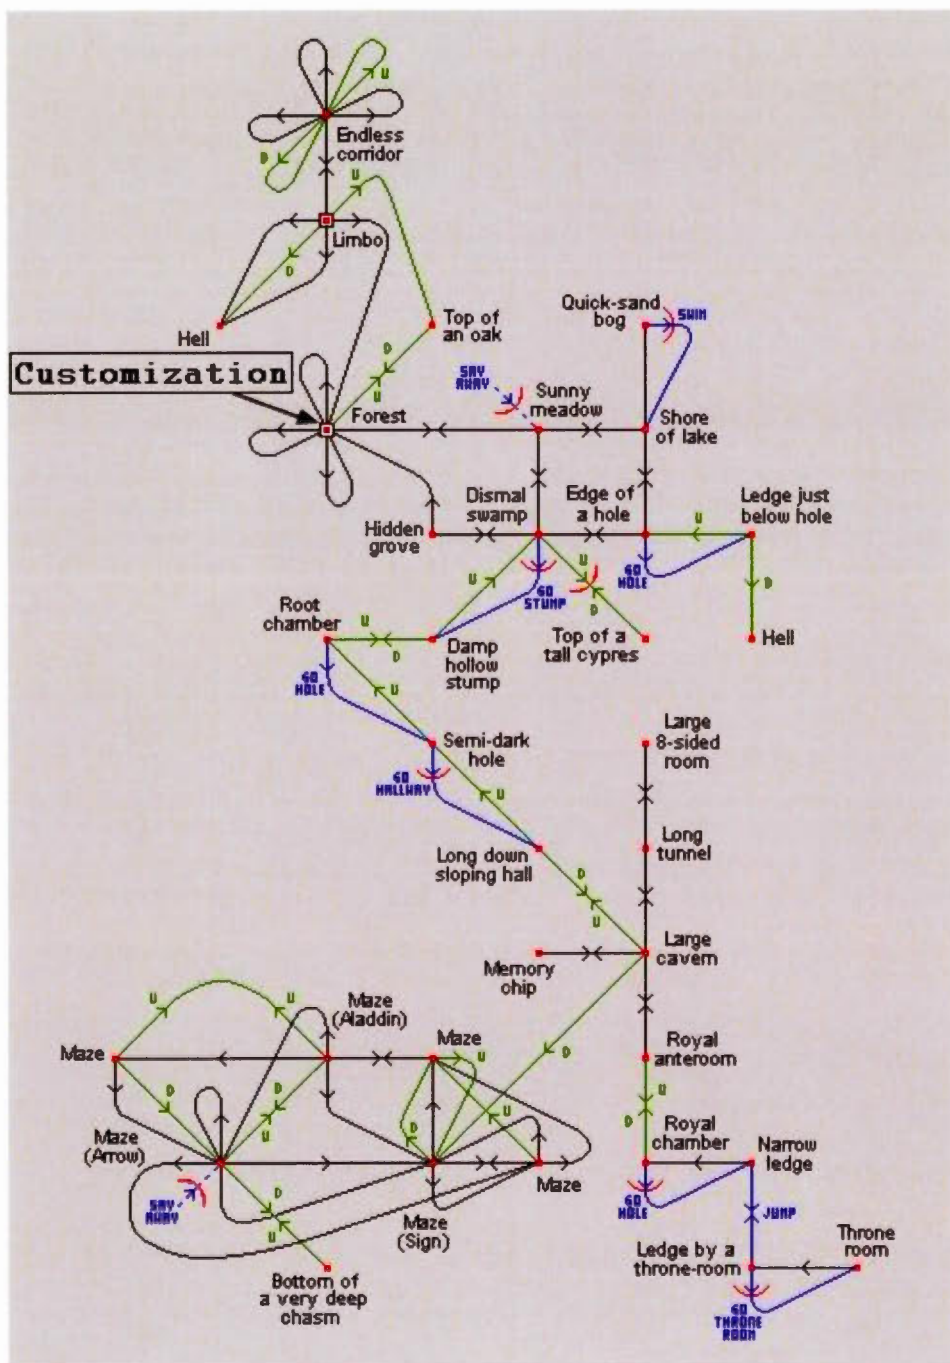 U
Endless
corridor
D
U
Limbo
D
Hell
Top of
an oak
Quick-sand
bog
SWIM
Customization
D
U
SAY
AWAY
Sunny
meadow
Forest
Shore
of lake
Dismal
swamp
Edge of
a hole
Ledge just
below hole
Hidden
grove
U
GO
STUMP
U
D
GO
HOLE
U
D
Root
chamber
U
D
Damp
hollow
stump
Top of a
tall cypres
Hell
GO
HOLE
U
Semi-dark
hole
Large
8-sided
room
GO
HALLWAY
U
Long down
sloping hall
Long
tunnel
D
U
Memory
chip
Large
cavern
U
U
Maze
(Aladdin)
Maze
Maze
U
D
Royal
anteroom
D
D
U
D
U
U
D
Maze
(Arrow)
Royal
chamber
Narrow
ledge
SAY
AWAY
Maze
(Sign)
Maze
GO
HOLE
JUMP
D
U
Bottom of
a very deep
chasm
Ledge by a
throne-room
Throne
room
GO
THRONE
ROOM